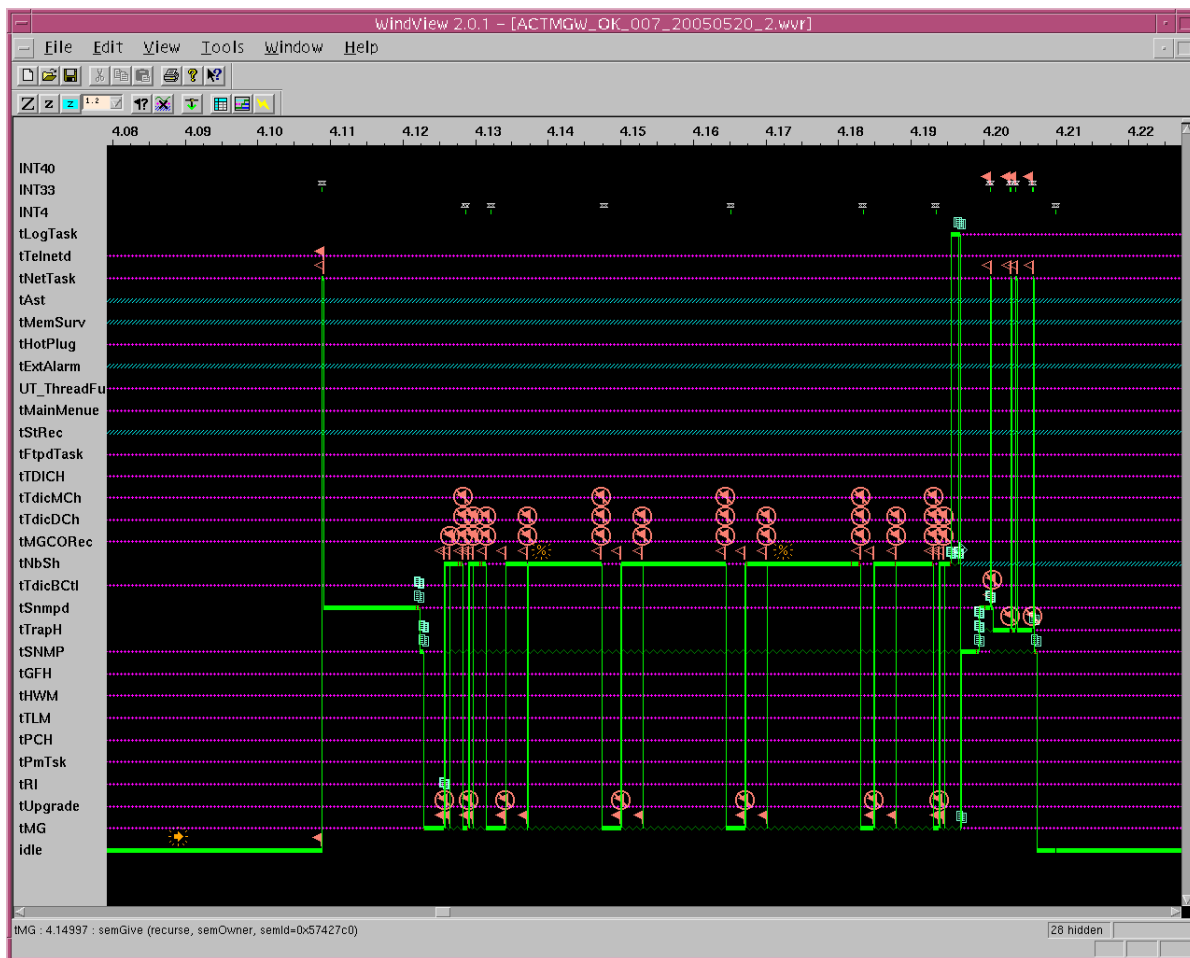 WindView 2.0.1 - [ACTMGW_OK_007_20050520_2.wvr]
File Edit View Tools Window Help
Z z z 1.2
4.08 4.09 4.10 4.11 4.12 4.13 4.14 4.15 4.16 4.17 4.18 4.19 4.20 4.21 4.22
INT40
INT33
INT4
tLogTask
tTelnetd
tNetTask
tAst
tMemSurv
tHotPlug
tExtAlarm
UT_ThreadFu
tMainMenue
tStRec
tFtpdTask
tTDICH
tTdicMCh
tTdicDCh
tMGCORec
tNbSh
tTdicBCtl
tSnmpd
tTrapH
tSNMP
tGFH
tHWM
tTLM
tPCH
tPmTsk
tRI
tUpgrade
tMG
idle
tMG : 4.14997 : semGive (recurse, semOwner, semId=0x57427c0) 28 hidden